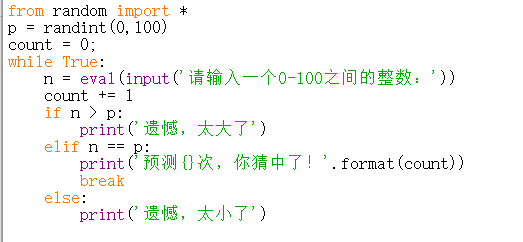 from random import *
p = randint(0,100)
count = 0;
while True:
    n = eval(input('请输入一个0-100之间的整数：'))
    count += 1
    if n > p:
        print('遗憾，太大了')
    elif n == p:
        print('预测{}次，你猜中了！'.format(count))
        break
    else:
        print('遗憾，太小了')